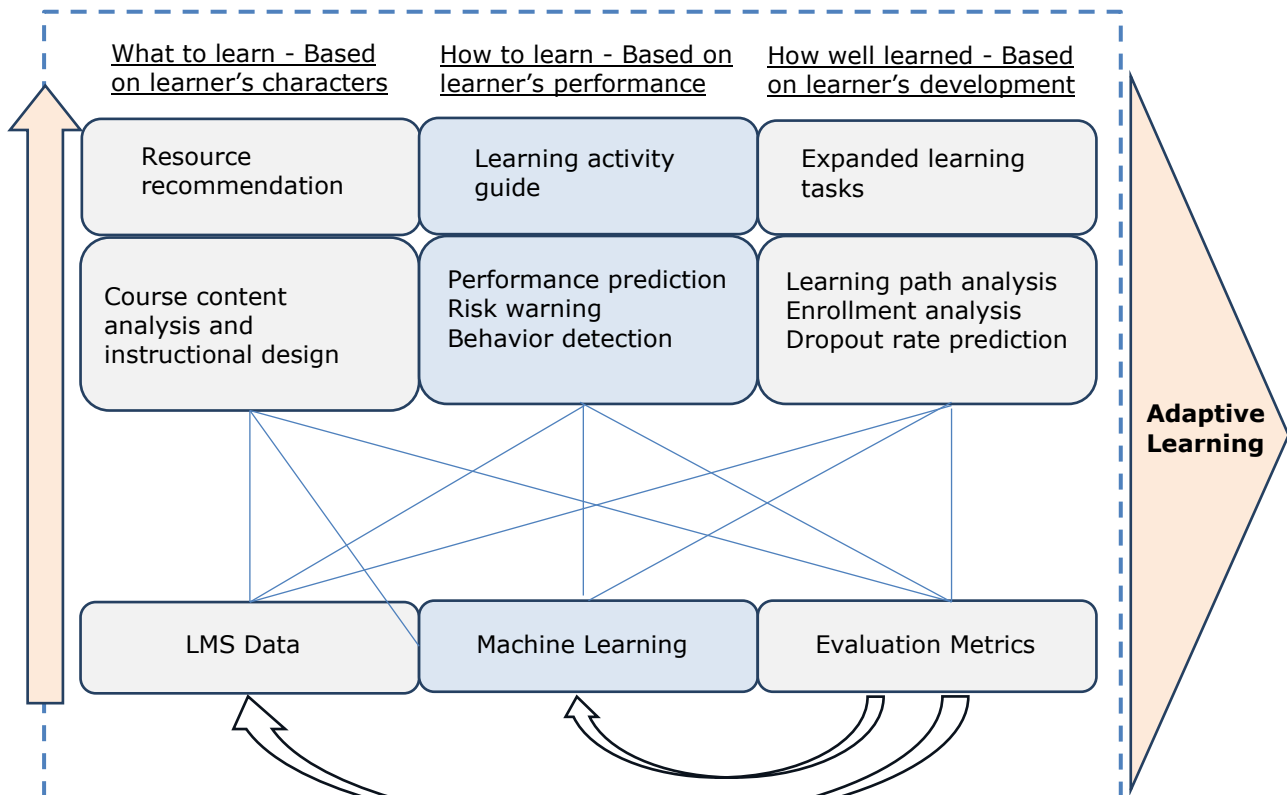 What to learn - Based
on learner's characters
How to learn - Based on
learner's performance
How well learned - Based
on learner's development
Resource
recommendation
Learning activity
guide
Expanded learning
tasks
Course content
analysis and
instructional design
Performance prediction
Risk warning
Behavior detection
Learning path analysis
Enrollment analysis
Dropout rate prediction
Adaptive
Learning
LMS Data
Machine Learning
Evaluation Metrics